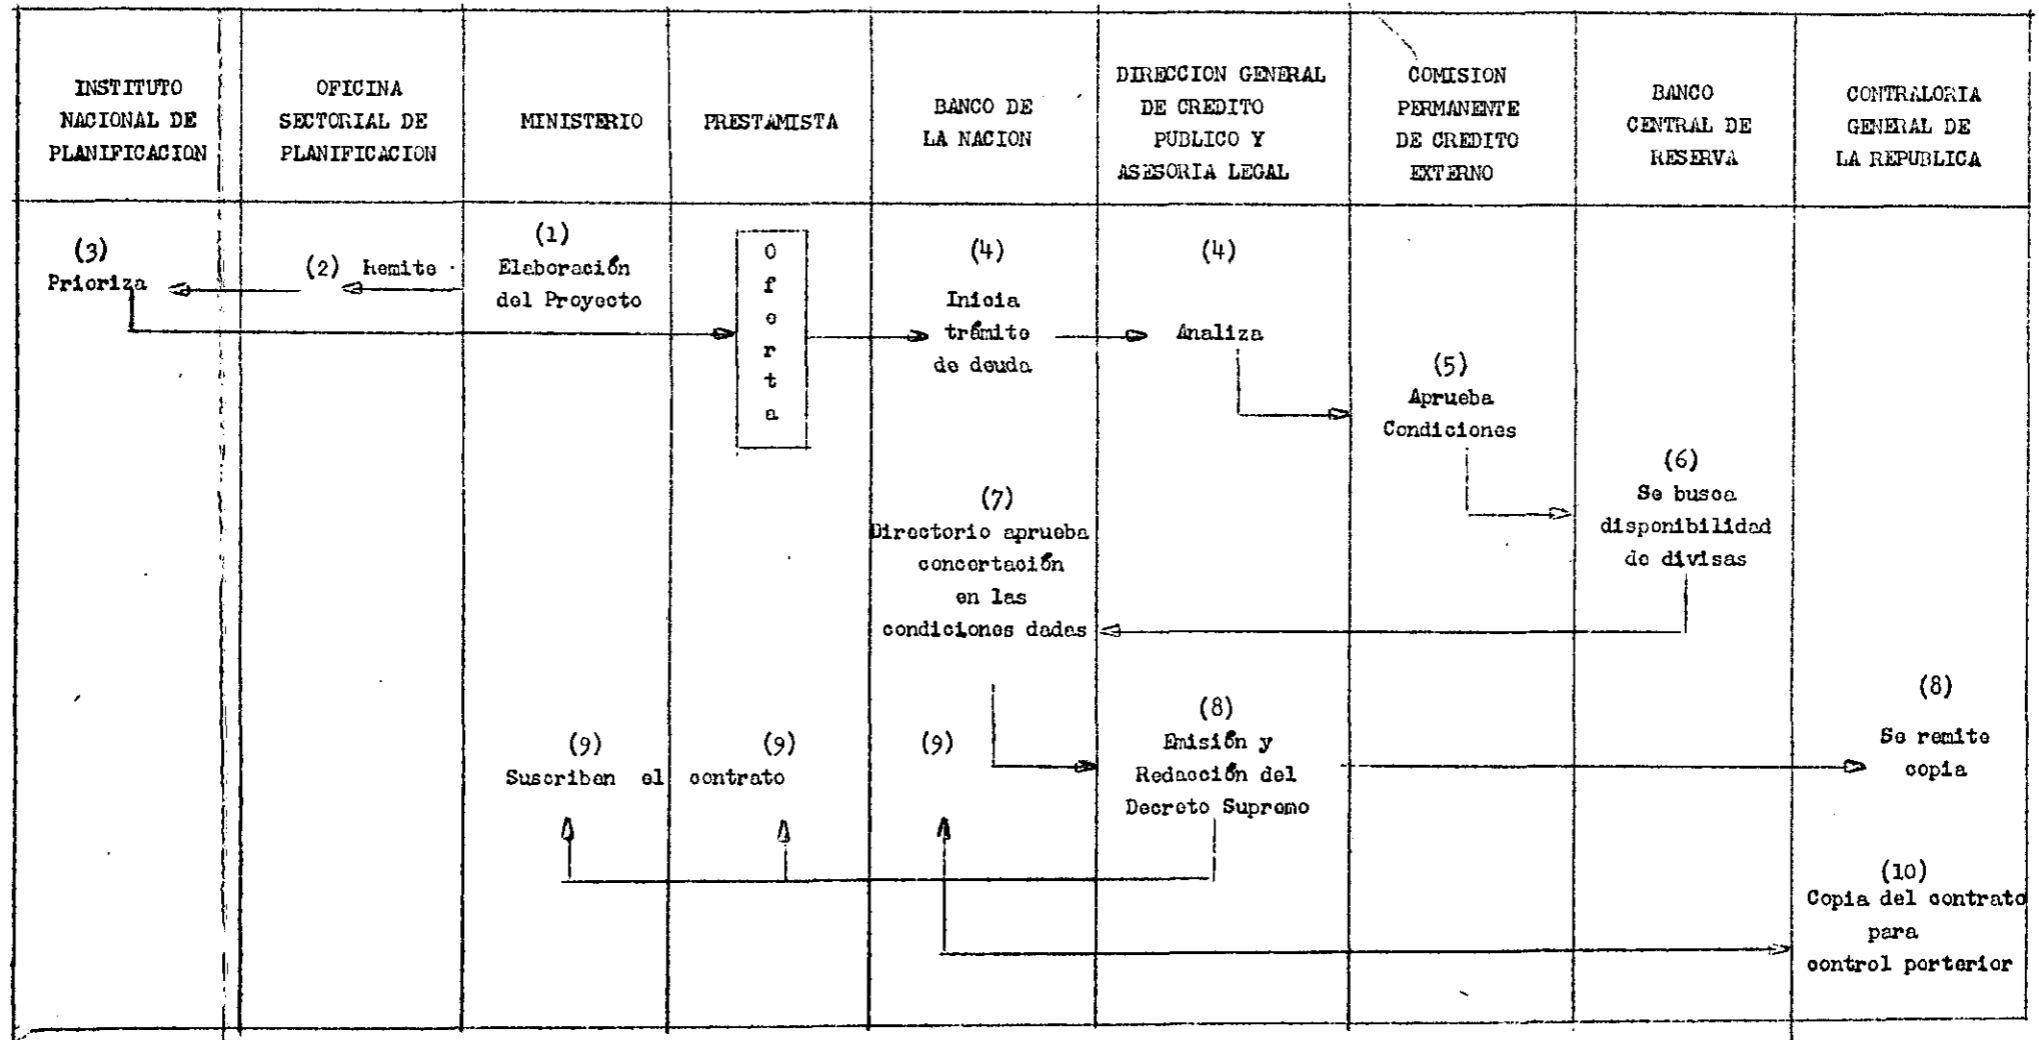 INSTITUTO
NACIONAL DE
PLANIFICACION
OFICINA
SECTORIAL DE
PLANIFICACION
MINISTERIO
PRESTAMISTA
BANCO DE
LA NACION
DIRECCION GENERAL
DE CREDITO
PUBLICO Y
ASESORIA LEGAL
COMISION
PERMANENTE
DE CREDITO
EXTERNO
BANCO
CENTRAL DE
RESERVA
CONTRALORIA
GENERAL DE
LA REPUBLICA
(3)
Prioriza
(2) Remite
(1)
Elaboración
del Proyecto
O
f
e
r
t
a
(4)
Inicia
trámite
de deuda
(4)
Analiza
(5)
Aprueba
Condiciones
(6)
Se busca
disponibilidad
de divisas
(7)
Directorio aprueba
concertación
en las
condiciones dadas
(8)
Emisión y
Redacción del
Decreto Supremo
(8)
Se remite
copia
(9) (9) (9)
Suscriben el contrato
(10)
Copia del contrato
para
control porterior